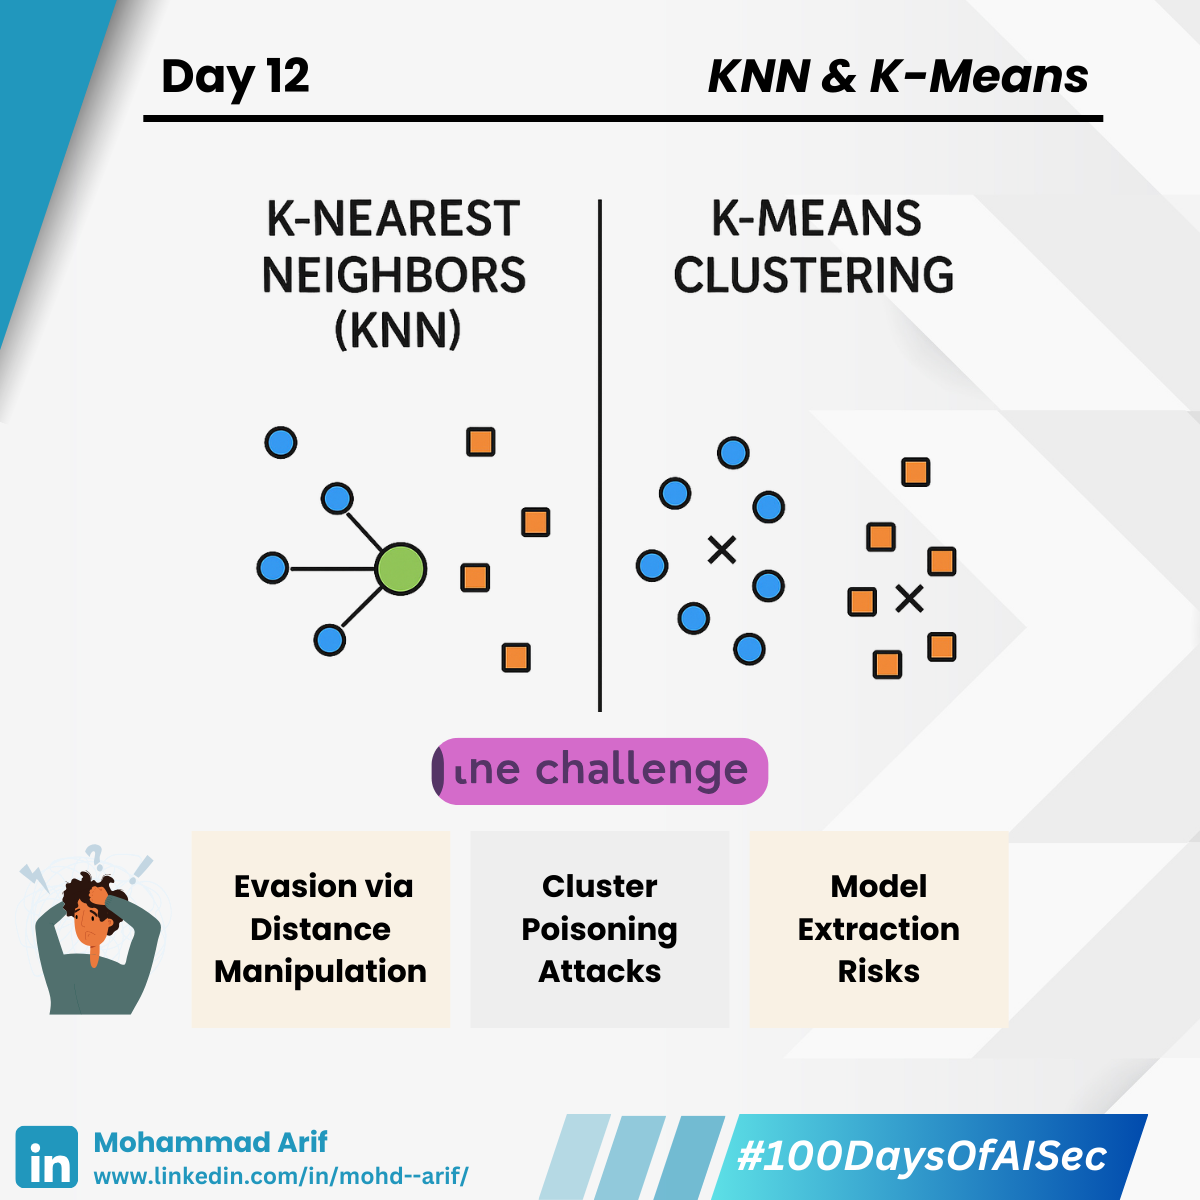 Day 12
KNN & K-Means
K-NEAREST
NEIGHBORS
(KNN)
K-MEANS
CLUSTERING
challenge
Evasion via
Distance
Manipulation
Cluster
Poisoning
Attacks
Model
Extraction
Risks
in
Mohammad Arif
www.linkedin.com/in/mohd--arif/
#100DaysOfAISec